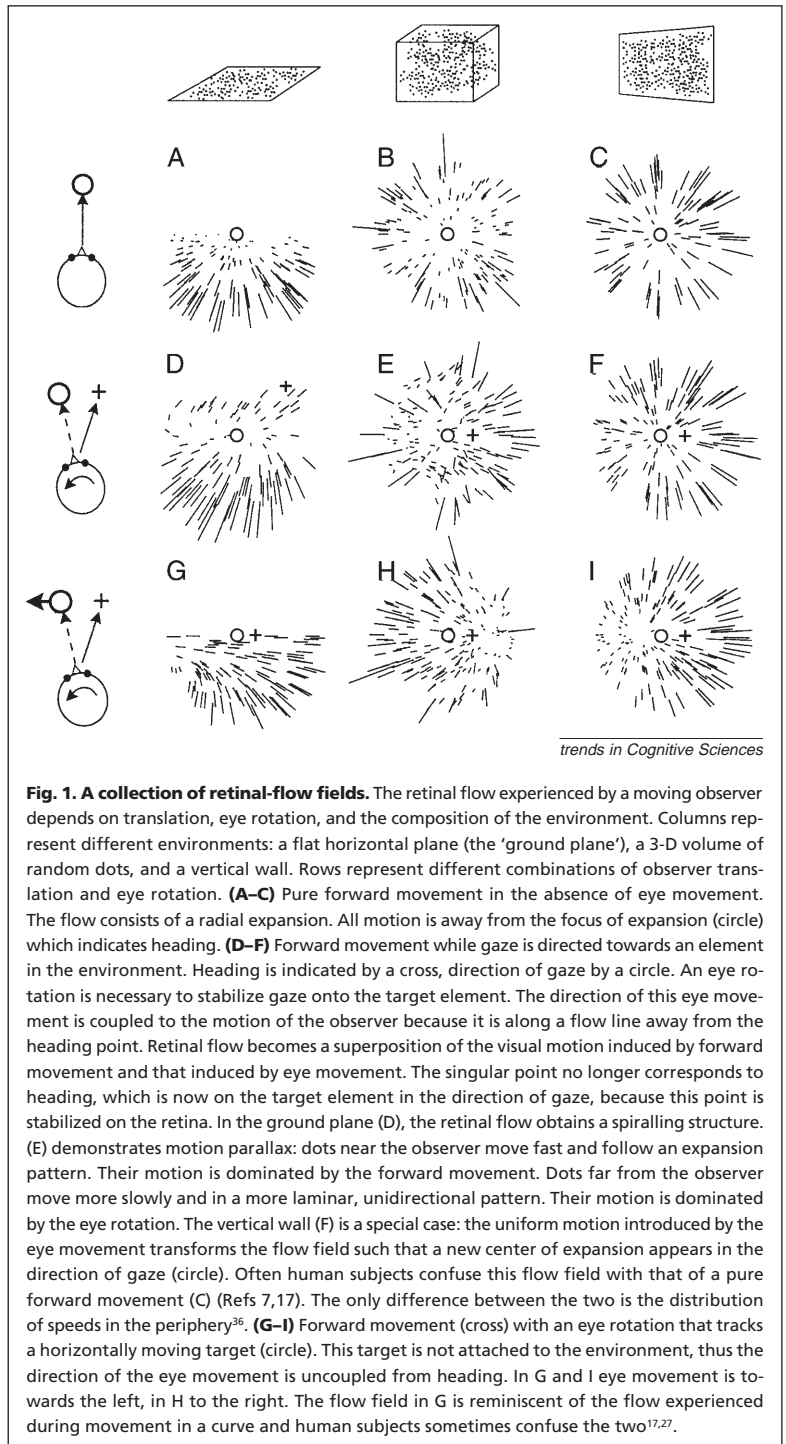 A
B
C
D
E
F
G
H
I
trends in Cognitive Sciences
Fig. 1. A collection of retinal-flow fields. The retinal flow experienced by a moving observer
depends on translation, eye rotation, and the composition of the environment. Columns rep-
resent different environments: a flat horizontal plane (the ‘ground plane’), a 3-D volume of
random dots, and a vertical wall. Rows represent different combinations of observer trans-
lation and eye rotation. (A–C) Pure forward movement in the absence of eye movement.
The flow consists of a radial expansion. All motion is away from the focus of expansion (circle)
which indicates heading. (D–F) Forward movement while gaze is directed towards an element
in the environment. Heading is indicated by a cross, direction of gaze by a circle. An eye ro-
tation is necessary to stabilize gaze onto the target element. The direction of this eye move-
ment is coupled to the motion of the observer because it is along a flow line away from the
heading point. Retinal flow becomes a superposition of the visual motion induced by forward
movement and that induced by eye movement. The singular point no longer corresponds to
heading, which is now on the target element in the direction of gaze, because this point is
stabilized on the retina. In the ground plane (D), the retinal flow obtains a spiralling structure.
(E) demonstrates motion parallax: dots near the observer move fast and follow an expansion
pattern. Their motion is dominated by the forward movement. Dots far from the observer
move more slowly and in a more laminar, unidirectional pattern. Their motion is dominated
by the eye rotation. The vertical wall (F) is a special case: the uniform motion introduced by the
eye movement transforms the flow field such that a new center of expansion appears in the
direction of gaze (circle). Often human subjects confuse this flow field with that of a pure
forward movement (C) (Refs 7,17). The only difference between the two is the distribution
of speeds in the periphery³⁶. (G–I) Forward movement (cross) with an eye rotation that tracks
a horizontally moving target (circle). This target is not attached to the environment, thus the
direction of the eye movement is uncoupled from heading. In G and I eye movement is to-
wards the left, in H to the right. The flow field in G is reminiscent of the flow experienced
during movement in a curve and human subjects sometimes confuse the two¹⁷,²⁷.